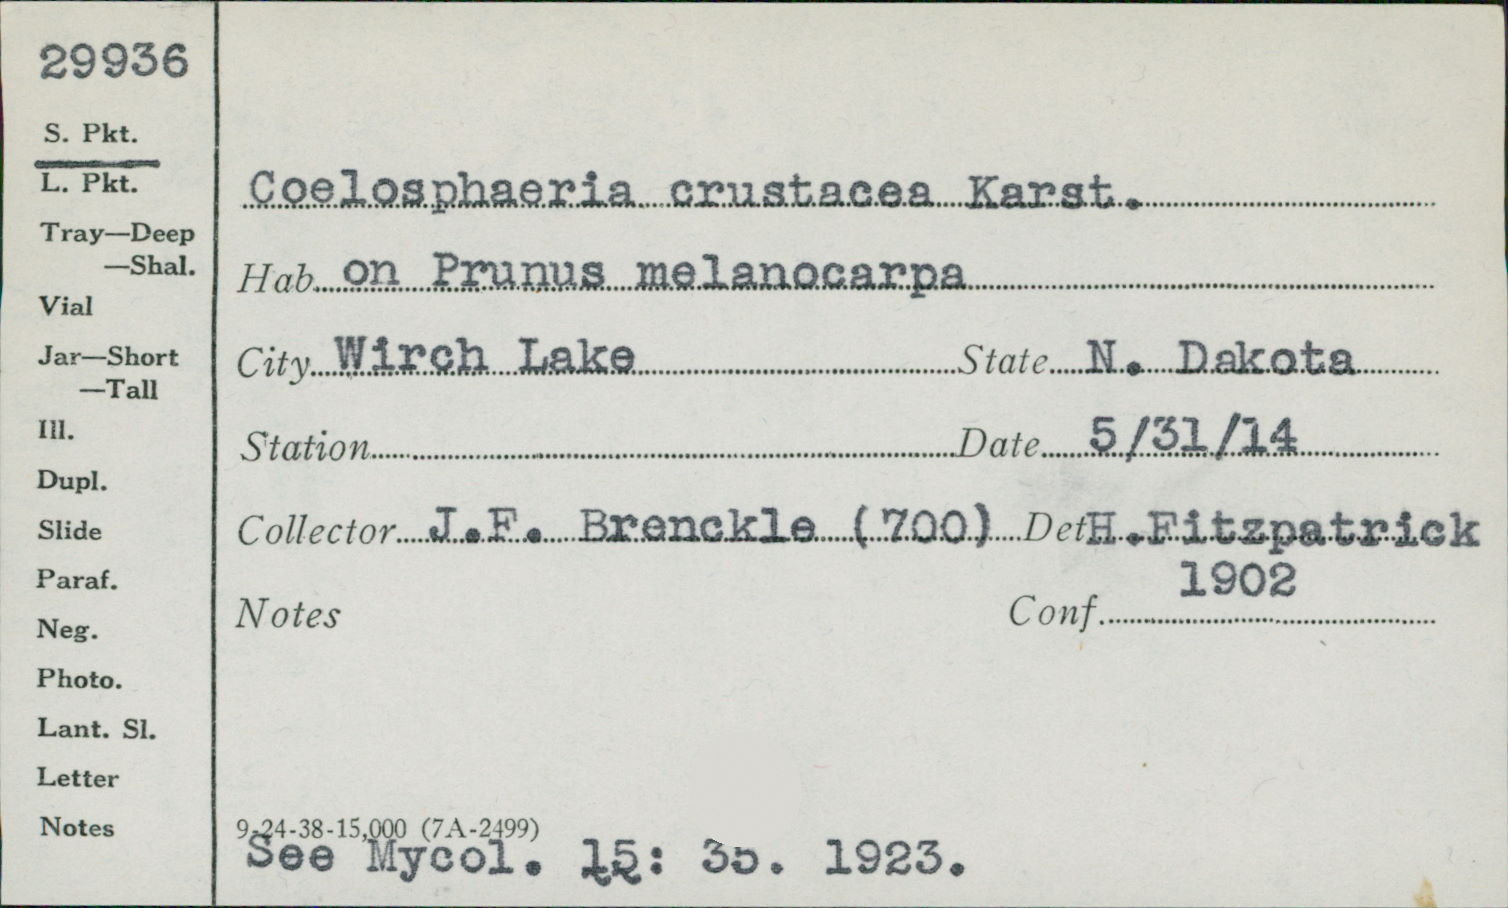 29936
S. Pkt.
L. Pkt.
Tray—Deep
—Shal.
Vial
Jar—Short
—Tall
Ill.
Dupl.
Slide
Paraf.
Neg.
Photo.
Lant. Sl.
Letter
Notes
Coelosphaeria crustacea Karst.
Hab. on Prunus melanocarpa
City Wirch Lake State N. Dakota
Station Date 5/31/14
Collector J.F. Brenckle (700) Det H.Fitzpatrick
1902
Notes Conf.
9-24-38-15,000 (7A-2499)
See Mycol. 15: 35. 1923.